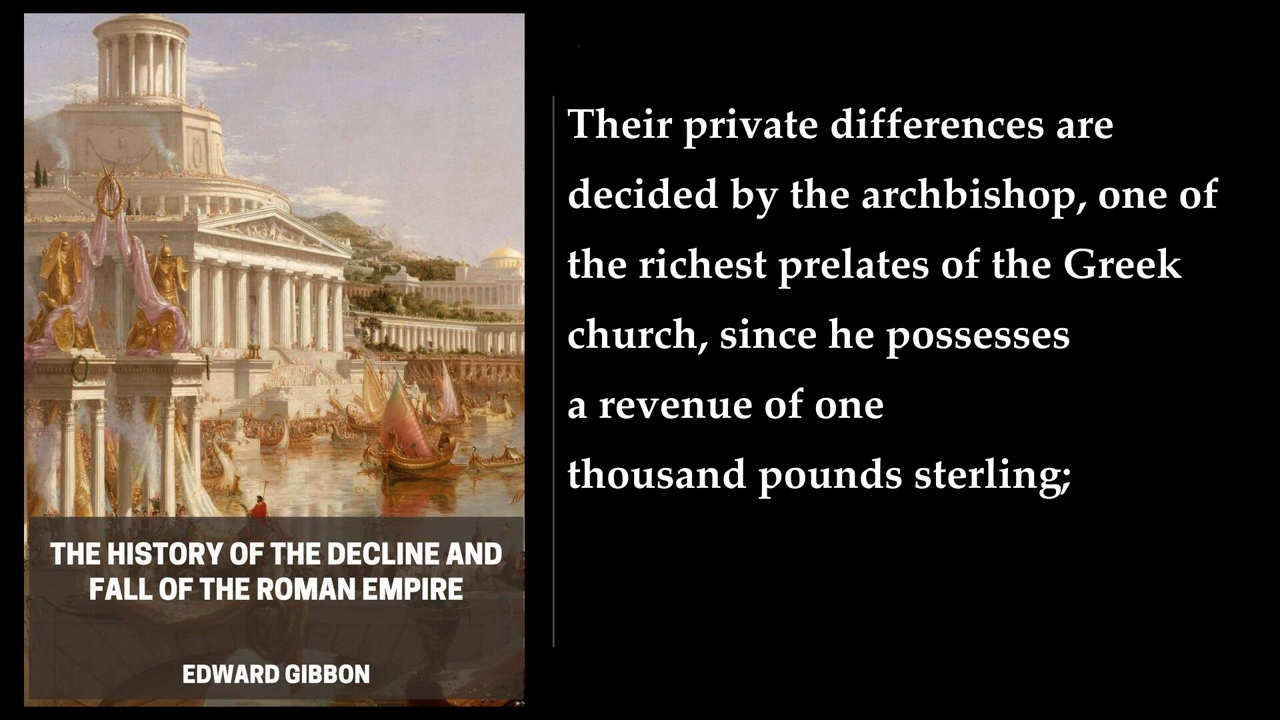 THE HISTORY OF THE DECLINE AND
FALL OF THE ROMAN EMPIRE
EDWARD GIBBON
Their private differences are
decided by the archbishop, one of
the richest prelates of the Greek
church, since he possesses
a revenue of one
thousand pounds sterling;